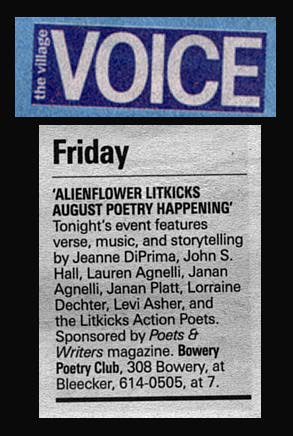 the village
VOICE
Friday
'ALIENFLOWER LITKICKS
AUGUST POETRY HAPPENING'
Tonight's event features
verse, music, and storytelling
by Jeanne DiPrima, John S.
Hall, Lauren Agnelli, Janan
Agnelli, Janan Platt, Lorraine
Dechter, Levi Asher, and
the Litkicks Action Poets.
Sponsored by Poets &
Writers magazine. Bowery
Poetry Club, 308 Bowery, at
Bleecker, 614-0505, at 7.